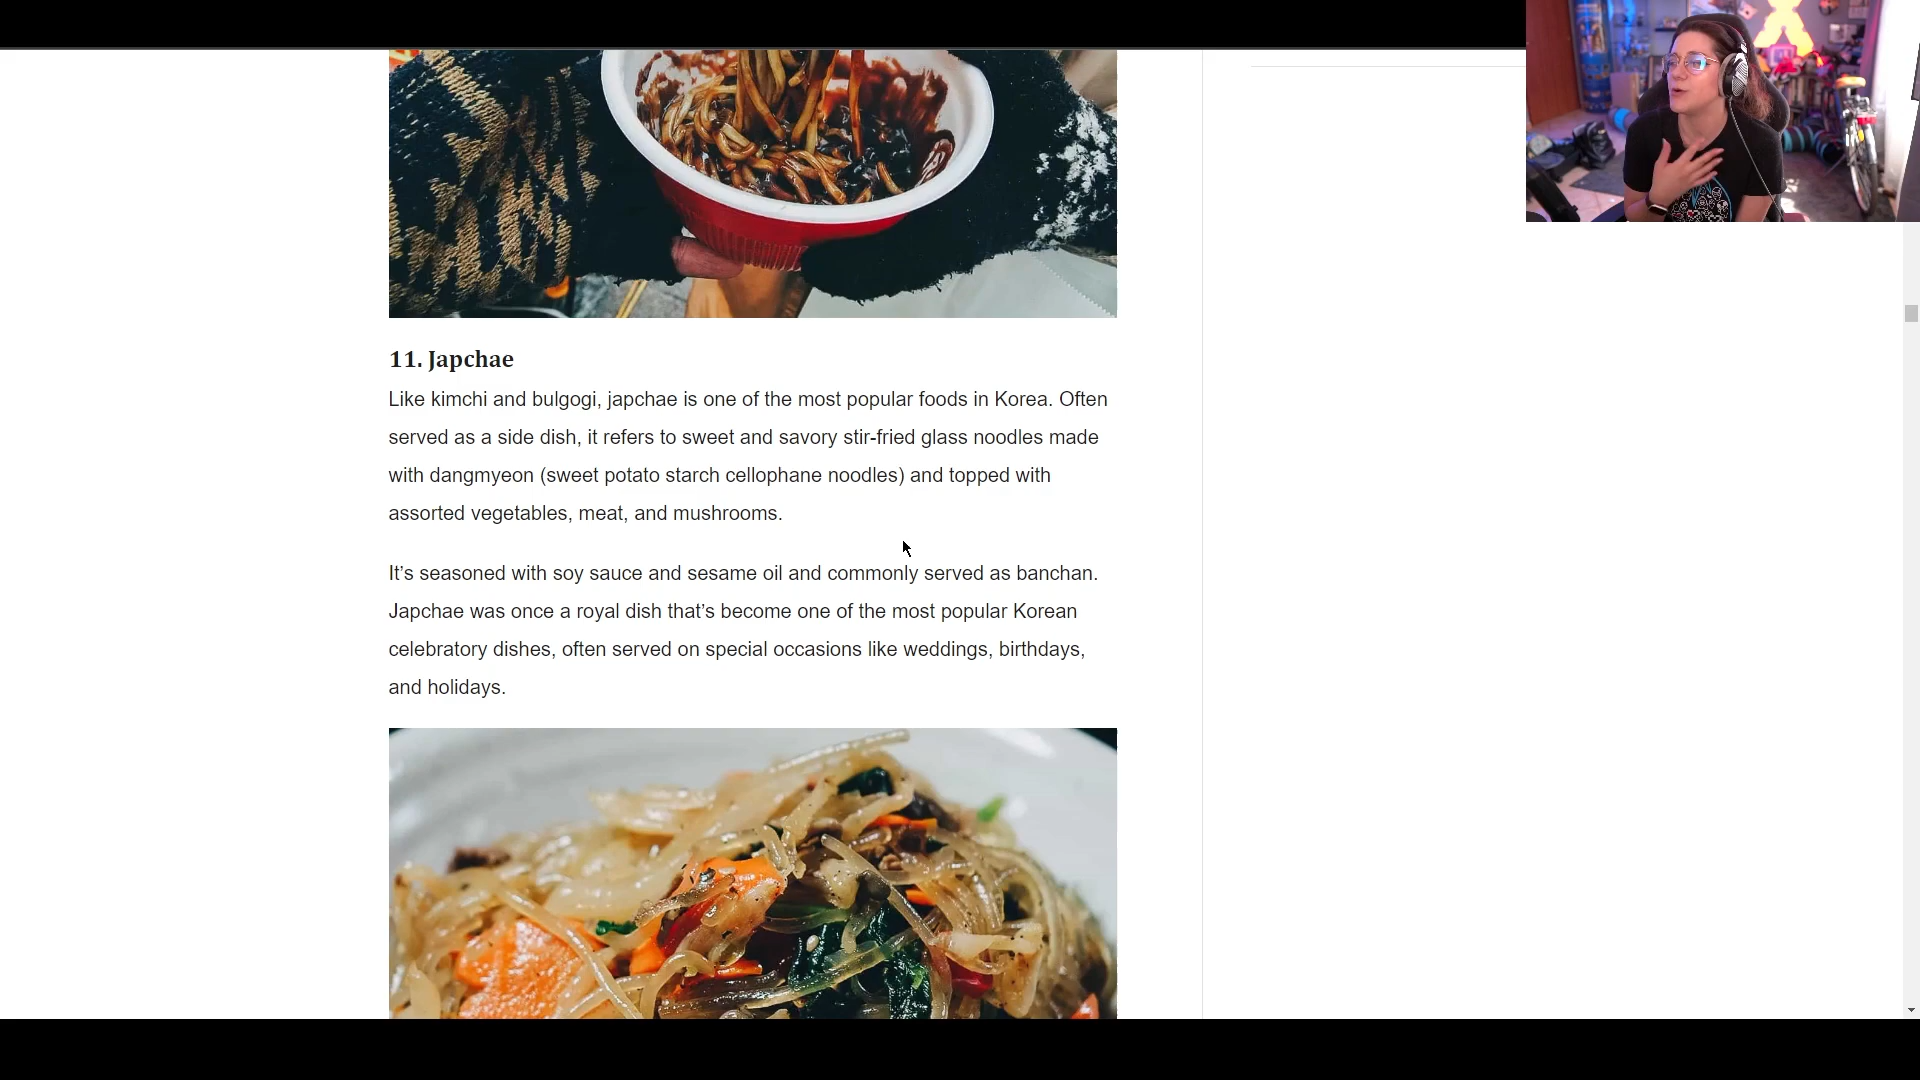 11. Japchae
Like kimchi and bulgogi, japchae is one of the most popular foods in Korea. Often
served as a side dish, it refers to sweet and savory stir-fried glass noodles made
with dangmyeon (sweet potato starch cellophane noodles) and topped with
assorted vegetables, meat, and mushrooms.
It’s seasoned with soy sauce and sesame oil and commonly served as banchan.
Japchae was once a royal dish that’s become one of the most popular Korean
celebratory dishes, often served on special occasions like weddings, birthdays,
and holidays.